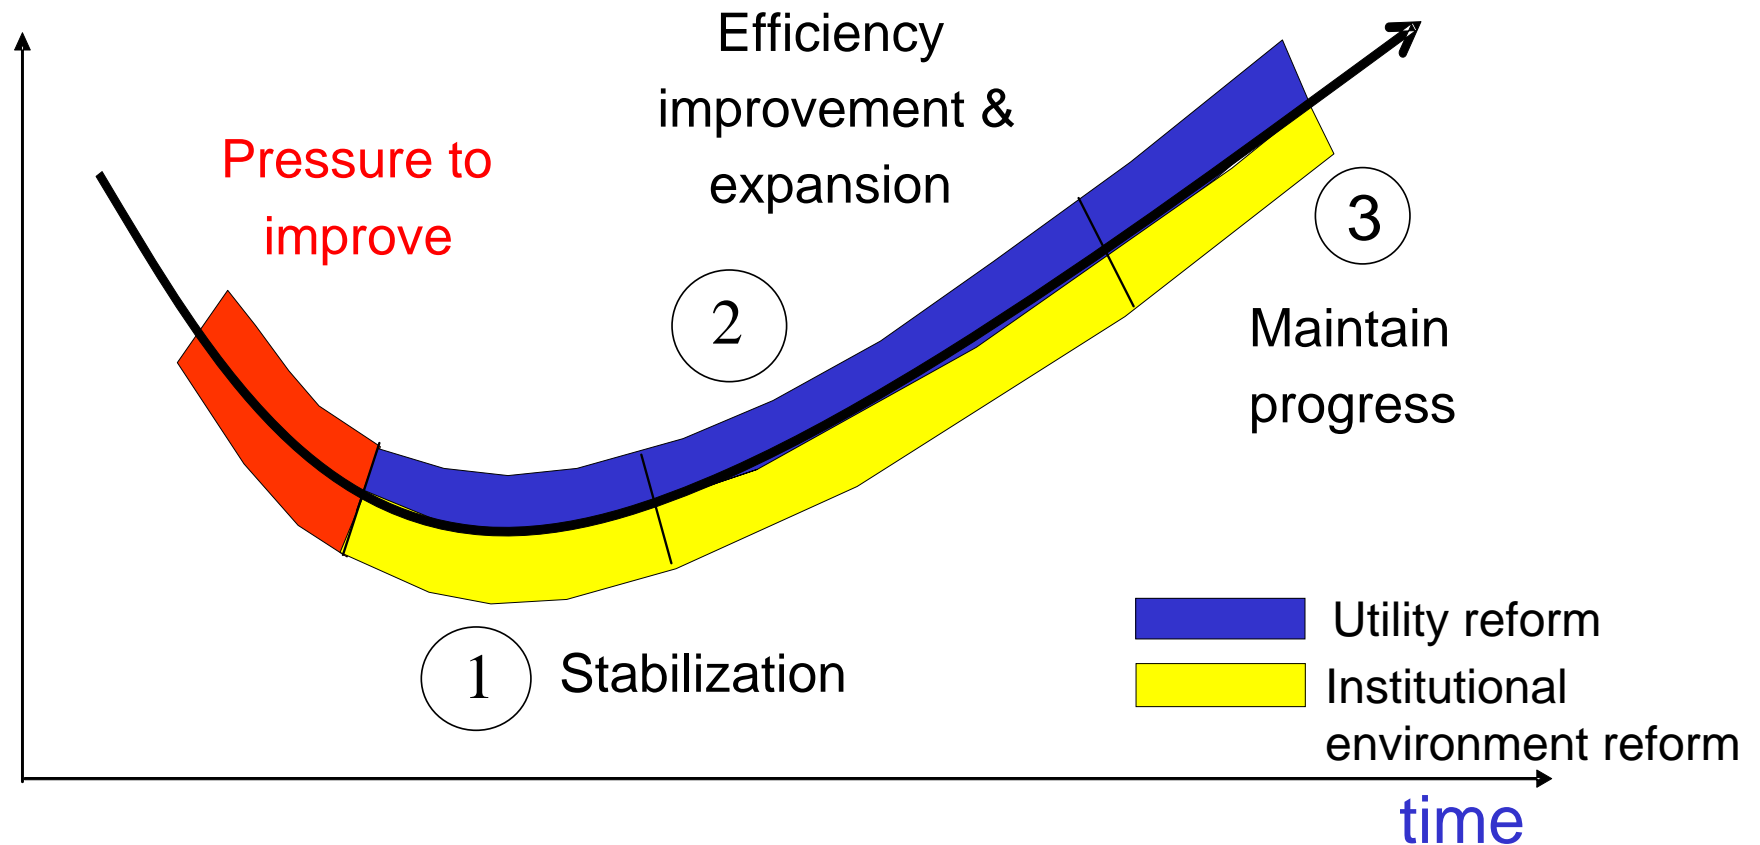 Efficiency
improvement &
expansion
Pressure to
improve
2
3
Maintain
progress
1
Stabilization
Utility reform
Institutional
environment reform
time